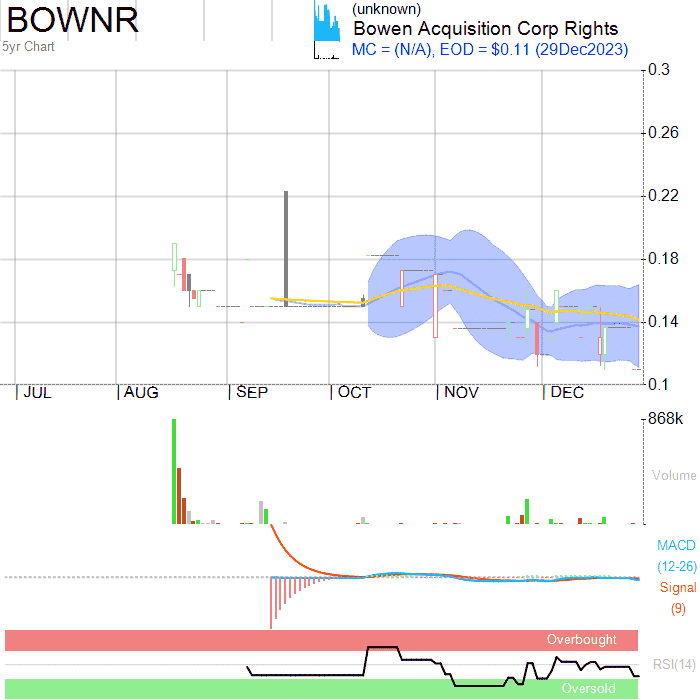 BOWNR
5yr Chart
(unknown)
Bowen Acquisition Corp Rights
MC = (N/A), EOD = $0.11 (29Dec2023)
0.3
0.26
0.22
0.18
0.14
0.1
JUL AUG SEP OCT NOV DEC
868k
Volume
MACD
(12-26)
Signal
(9)
Overbought
RSI(14)
Oversold